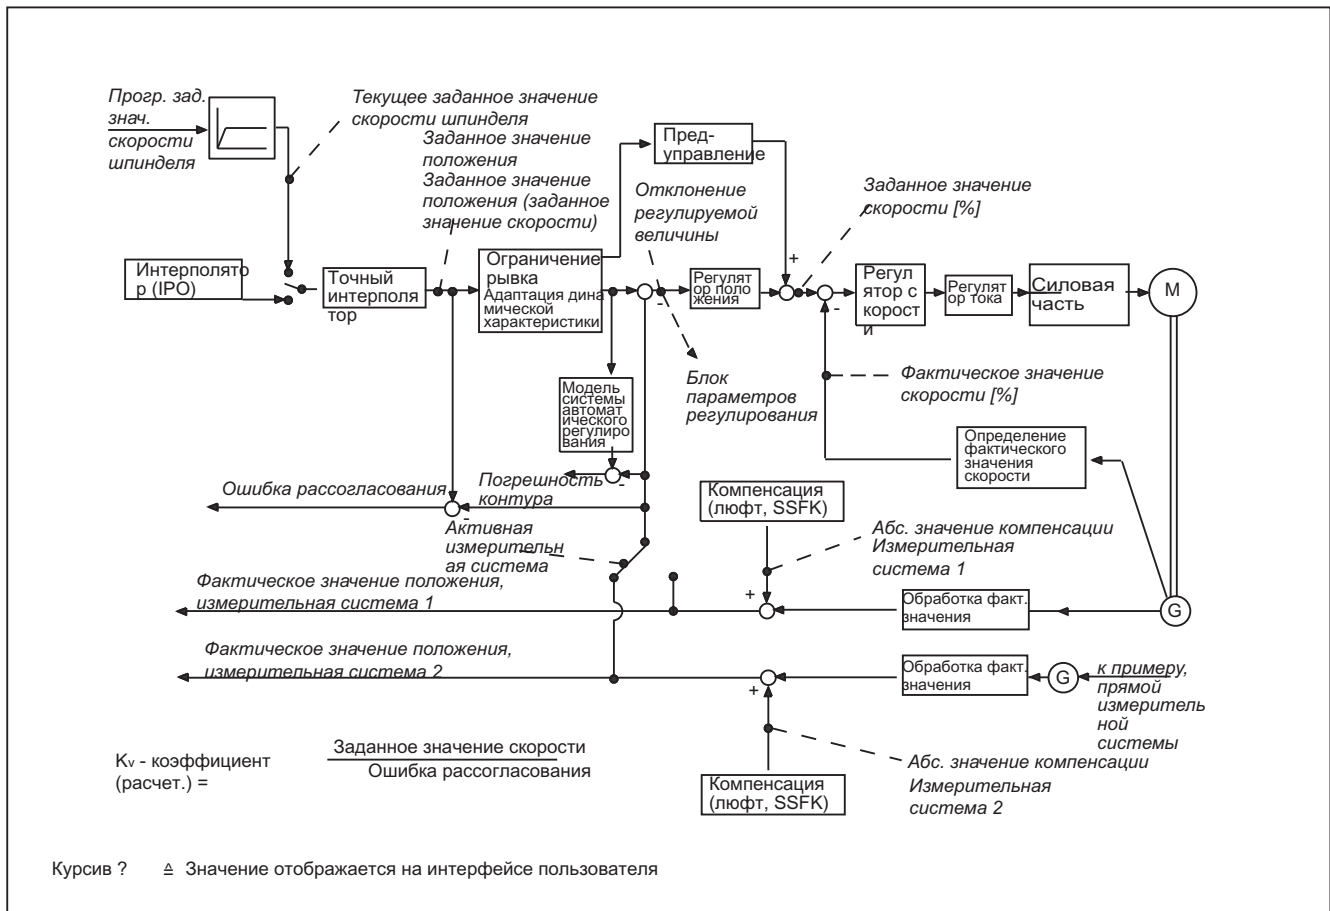 Прогр. зад.
знач.
скорости
шпинделя
Текущее заданное значение
скорости шпинделя
Заданное значение
положения
Заданное значение
положения (заданное
значение скорости)
Пред-
управление
Отклонение
регулируемой
величины
Заданное значение
скорости [%]
Интерполято
р (IPO)
Точный
интерполя
тор
Ограничение
рывка
Адаптация дина
мической
характеристики
-
Регулят
ор поло
жения
+
-
Регул
ятор с
корост
и
Регулят
ор тока
Силовая
часть
M
Модель
системы
автомат
ического
регулиро
вания
Блок
параметров
регулирования
Фактическое значение
скорости [%]
Определение
фактического
значения
скорости
Ошибка рассогласования
Погрешность
контура
-
-
Активная
измерительн
ая система
Компенсация
(люфт, SSFK)
Абс. значение компенсации
Измерительная
система 1
Фактическое значение положения,
измерительная система 1
+
Обработка факт.
значения
G
Фактическое значение положения,
измерительная система 2
+
Обработка факт.
значения
G
к примеру,
прямой
измеритель
ной
системы
Kv - коэффициент
(расчет.) =
Заданное значение скорости
Ошибка рассогласования
Компенсация
(люфт, SSFK)
Абс. значение компенсации
Измерительная
система 2
Курсив ? ≙ Значение отображается на интерфейсе пользователя